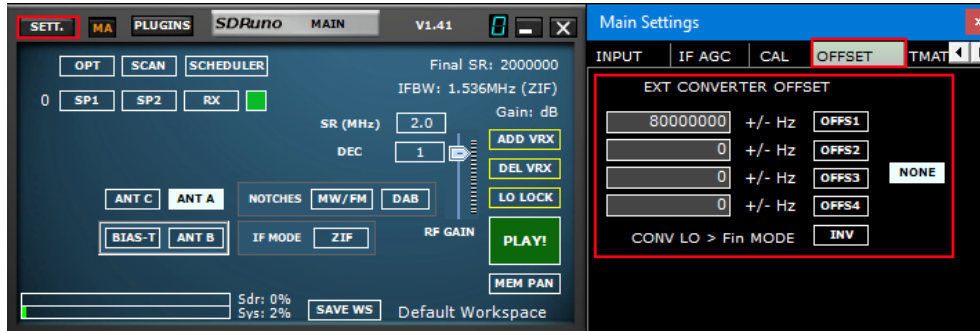 SETT. MA PLUGINS SDRuno MAIN V1.41
OPT SCAN SCHEDULER Final SR: 2000000
IFBW: 1.536MHz (ZIF)
0 SP1 SP2 RX
Gain: dB
SR (MHz) 2.0
ADD VRX
DEC 1
DEL VRX
ANT C ANT A NOTCHES MW/FM DAB LO LOCK
BIAS-T ANT B IF MODE ZIF RF GAIN PLAY!
MEM PAN
Sdr: 0%
Sys: 2% SAVE WS Default Workspace
Main Settings
INPUT IF AGC CAL OFFSET TMAT
EXT CONVERTER OFFSET
80000000 +/- Hz OFFS1
0 +/- Hz OFFS2
0 +/- Hz OFFS3 NONE
0 +/- Hz OFFS4
CONV LO > Fin MODE INV